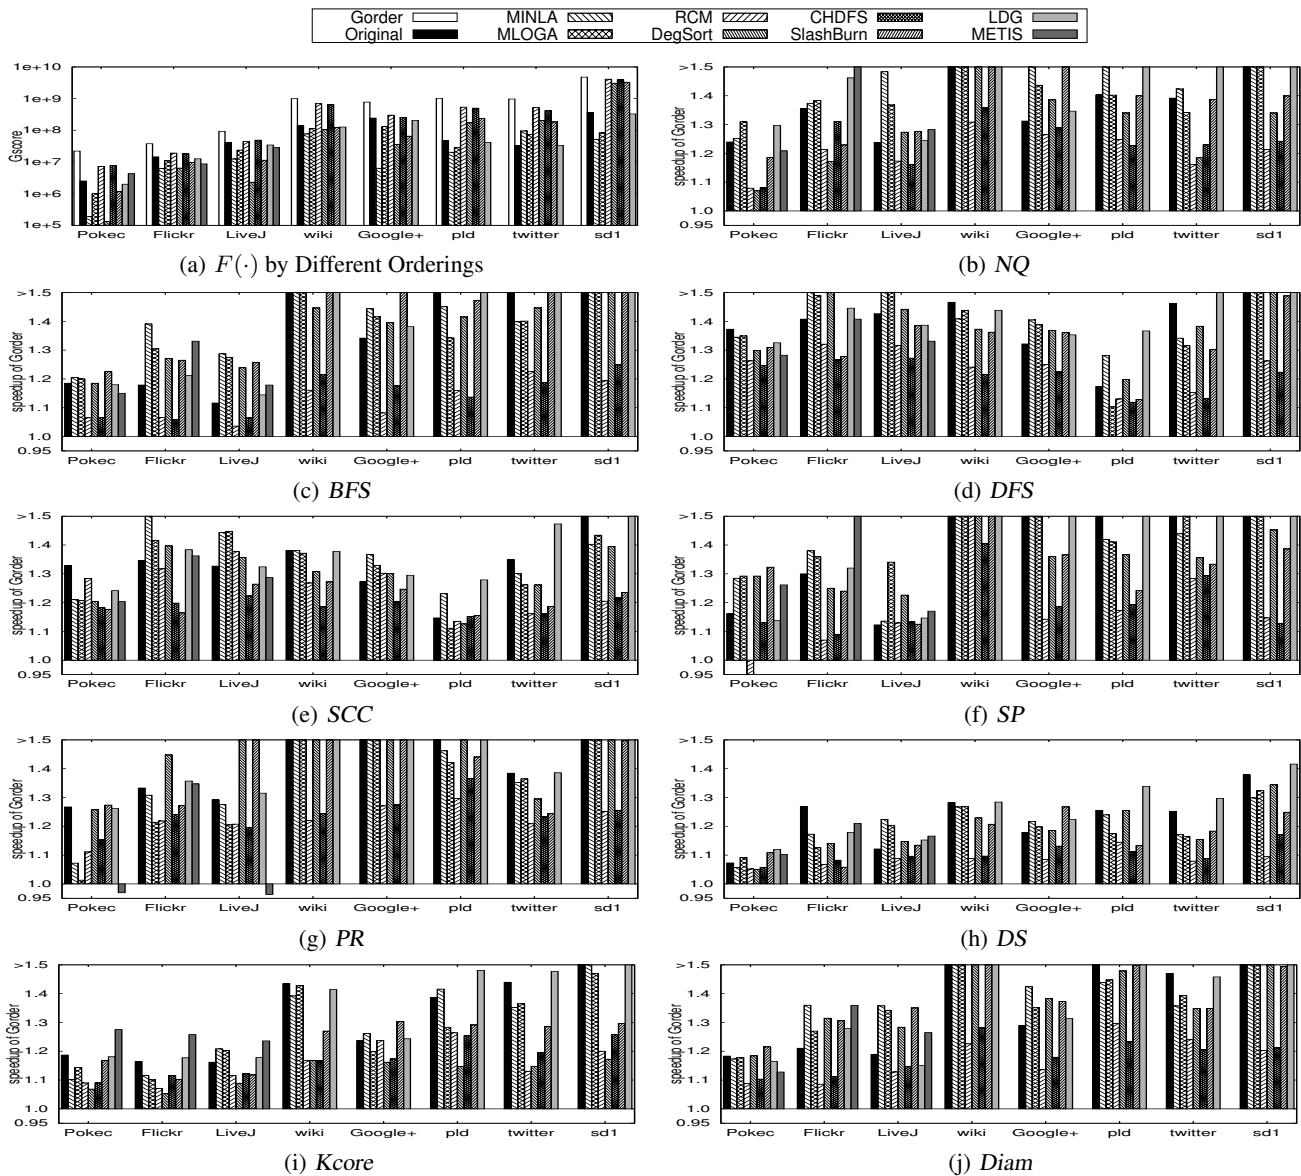 Gorder MINLA RCM CHDFS LDG
Original MLOGA DegSort SlashBurn METIS
1e+10
1e+9
1e+8
1e+7
1e+6
1e+5
Gscore
Pokec Flickr LiveJ wiki Google+ pld twitter sd1
(a) F(·) by Different Orderings
>1.5
1.4
1.3
1.2
1.1
1.0
0.95
speedup of Gorder
Pokec Flickr LiveJ wiki Google+ pld twitter sd1
(b) NQ
>1.5
1.4
1.3
1.2
1.1
1.0
0.95
speedup of Gorder
Pokec Flickr LiveJ wiki Google+ pld twitter sd1
(c) BFS
>1.5
1.4
1.3
1.2
1.1
1.0
0.95
speedup of Gorder
Pokec Flickr LiveJ wiki Google+ pld twitter sd1
(d) DFS
>1.5
1.4
1.3
1.2
1.1
1.0
0.95
speedup of Gorder
Pokec Flickr LiveJ wiki Google+ pld twitter sd1
(e) SCC
>1.5
1.4
1.3
1.2
1.1
1.0
0.95
speedup of Gorder
Pokec Flickr LiveJ wiki Google+ pld twitter sd1
(f) SP
>1.5
1.4
1.3
1.2
1.1
1.0
0.95
speedup of Gorder
Pokec Flickr LiveJ wiki Google+ pld twitter sd1
(g) PR
>1.5
1.4
1.3
1.2
1.1
1.0
0.95
speedup of Gorder
Pokec Flickr LiveJ wiki Google+ pld twitter sd1
(h) DS
>1.5
1.4
1.3
1.2
1.1
1.0
0.95
speedup of Gorder
Pokec Flickr LiveJ wiki Google+ pld twitter sd1
(i) Kcore
>1.5
1.4
1.3
1.2
1.1
1.0
0.95
speedup of Gorder
Pokec Flickr LiveJ wiki Google+ pld twitter sd1
(j) Diam